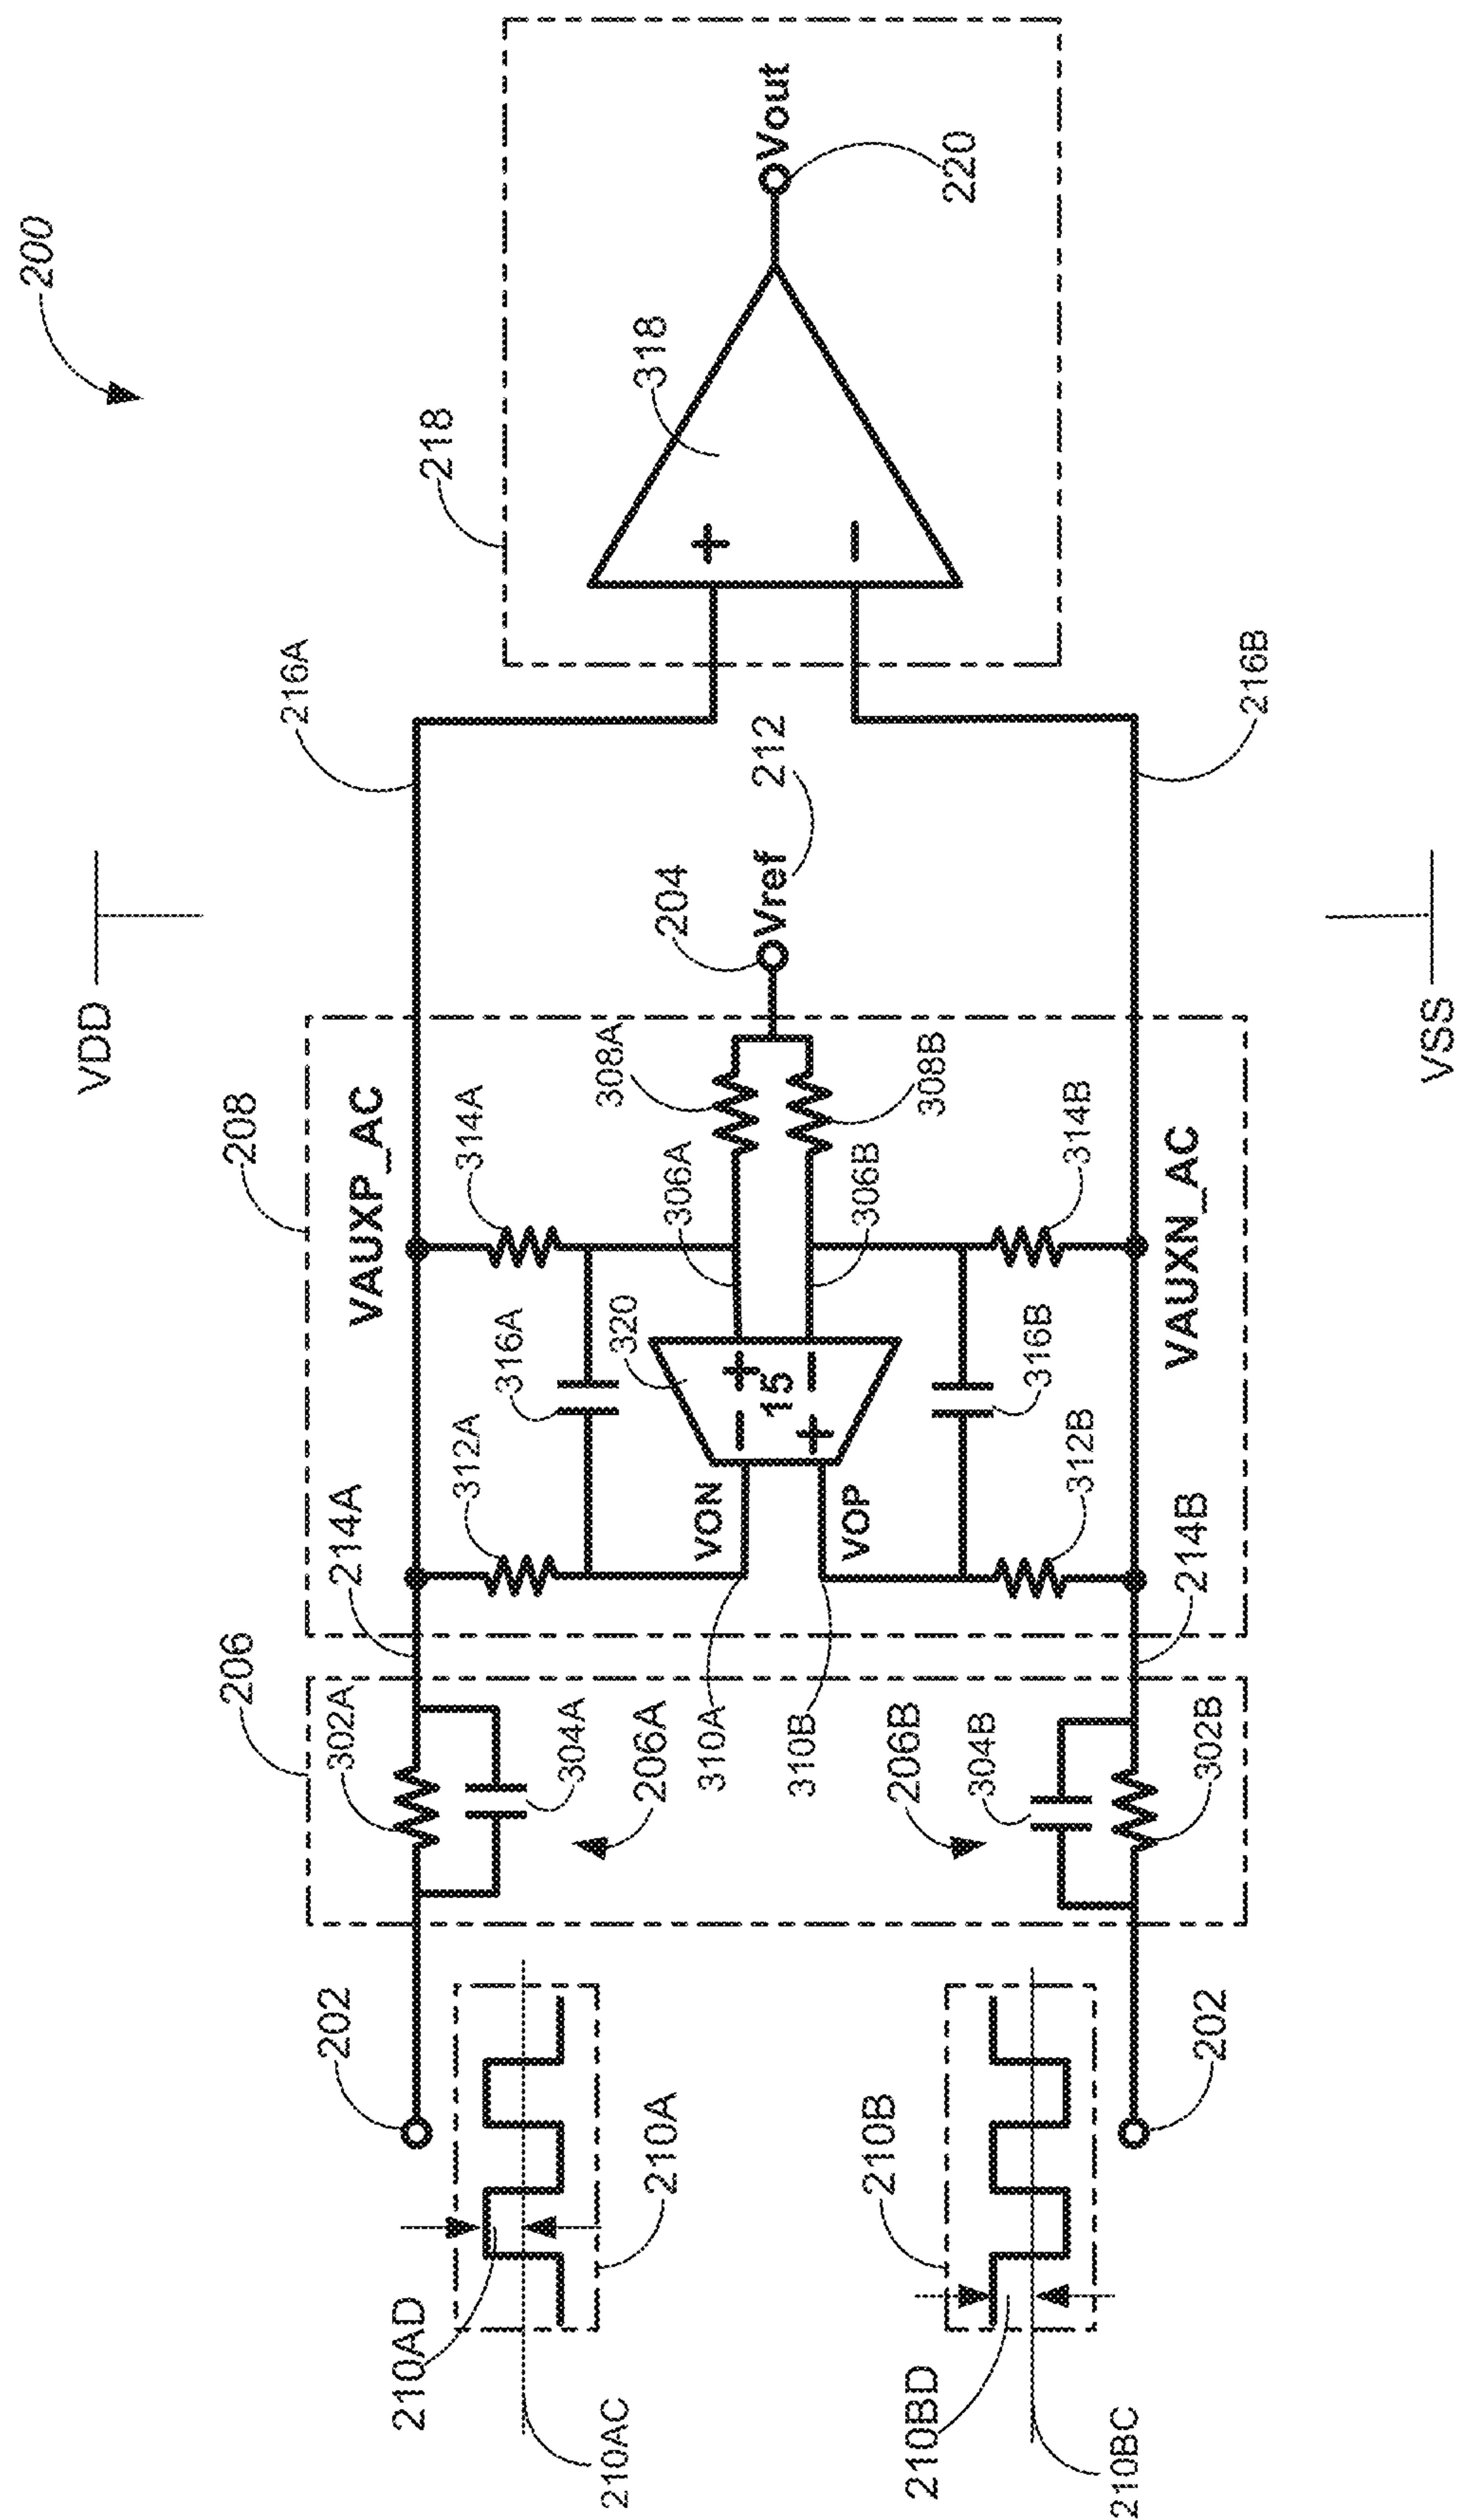 200
VDD
208
214A
VAUXP_AC
216A
218
206
302A
312A
314A
202
304A
316A
318
210AD
206A
320
306A
308A
204
210A
310A
VON
- +
15
+ -
Vref
212
+
-
Vout
220
210AC
310B
VOP
306B
308B
210B
206B
210BD
304B
316B
312B
314B
202
302B
214B
VAUXN_AC
216B
210BC
VSS